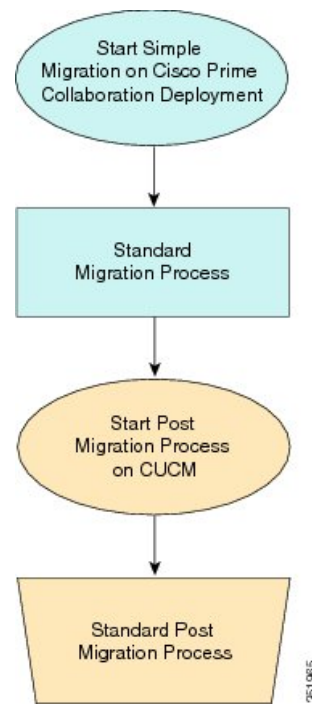 Start Simple
Migration on Cisco Prime
Collaboration Deployment
Standard
Migration Process
Start Post
Migration Process
on CUCM
Standard Post
Migration Process
351965